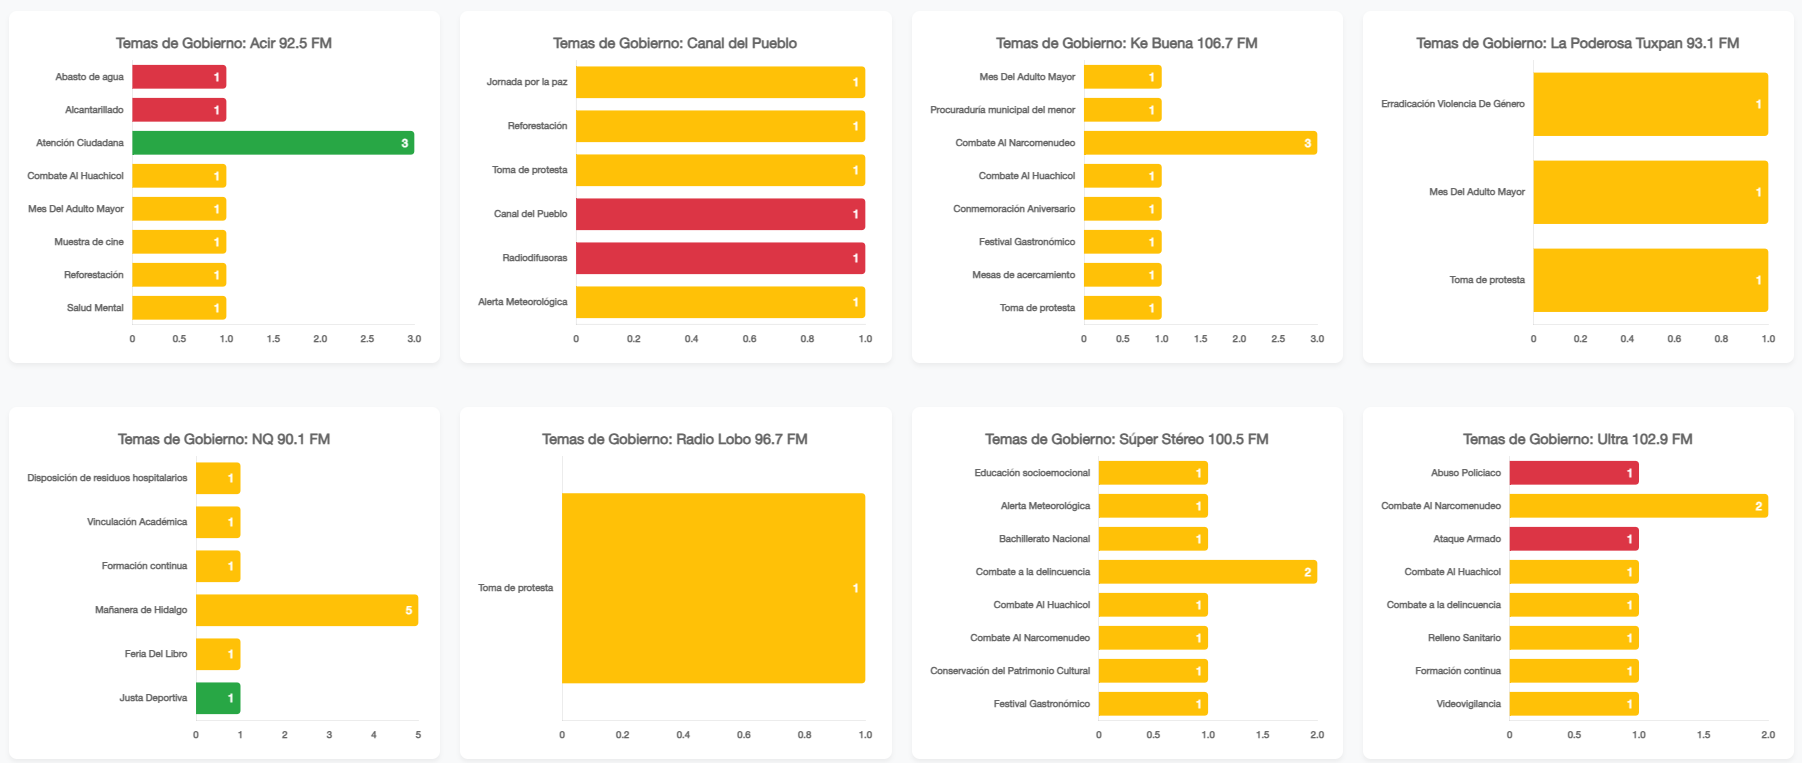 Temas de Gobierno: Acir 92.5 FM
Abasto de agua 1
Alcantarillado 1
Atención Ciudadana 3
Combate Al Huachicol 1
Mes Del Adulto Mayor 1
Muestra de cine 1
Reforestación 1
Salud Mental 1
0 0.5 1.0 1.5 2.0 2.5 3.0
Temas de Gobierno: Canal del Pueblo
Jornada por la paz 1
Reforestación 1
Toma de protesta 1
Canal del Pueblo 1
Radiodifusoras 1
Alerta Meteorológica 1
0 0.2 0.4 0.6 0.8 1.0
Temas de Gobierno: Ke Buena 106.7 FM
Mes Del Adulto Mayor 1
Procuraduría municipal del menor 1
Combate Al Narcomenudeo 3
Combate Al Huachicol 1
Conmemoración Aniversario 1
Festival Gastronómico 1
Mesas de acercamiento 1
Toma de protesta 1
0 0.5 1.0 1.5 2.0 2.5 3.0
Temas de Gobierno: La Poderosa Tuxpan 93.1 FM
Erradicación Violencia De Género 1
Mes Del Adulto Mayor 1
Toma de protesta 1
0 0.2 0.4 0.6 0.8 1.0
Temas de Gobierno: NQ 90.1 FM
Disposición de residuos hospitalarios 1
Vinculación Académica 1
Formación continua 1
Mañanera de Hidalgo 5
Feria Del Libro 1
Justa Deportiva 1
0 1 2 3 4 5
Temas de Gobierno: Radio Lobo 96.7 FM
Toma de protesta 1
0 0.2 0.4 0.6 0.8 1.0
Temas de Gobierno: Súper Stéreo 100.5 FM
Educación socioemocional 1
Alerta Meteorológica 1
Bachillerato Nacional 1
Combate a la delincuencia 2
Combate Al Huachicol 1
Combate Al Narcomenudeo 1
Conservación del Patrimonio Cultural 1
Festival Gastronómico 1
0 0.5 1.0 1.5 2.0
Temas de Gobierno: Ultra 102.9 FM
Abuso Policiaco 1
Combate Al Narcomenudeo 2
Ataque Armado 1
Combate Al Huachicol 1
Combate a la delincuencia 1
Relleno Sanitario 1
Formación continua 1
Videovigilancia 1
0 0.5 1.0 1.5 2.0